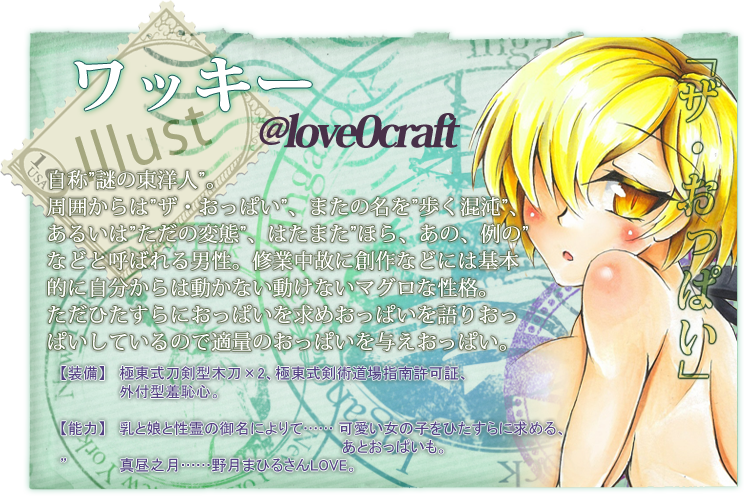 ワッキー
@loveOcraft
Illust
1
USA
自称”謎の東洋人”。
周囲からは”ザ・おっぱい”、またの名を”歩く混沌”、
あるいは”ただの変態”、はたまた”ほら、あの、例の”
などと呼ばれる男性。修業中故に創作などには基本
的に自分からは動かない動けないマグロな性格。
ただひたすらにおっぱいを求めおっぱいを語りおっ
ぱいしているので適量のおっぱいを与えおっぱい。
【装備】 極東式刀剣型木刀×2、極東式剣術道場指南許可証、
外付型羞恥心。
【能力】 乳と娘と性霊の御名によりて…… 可愛い女の子をひたすらに求める、
あとおっぱいも。
” 真昼之月……野月まひるさんLOVE。
「ザ・おっぱい」
New York